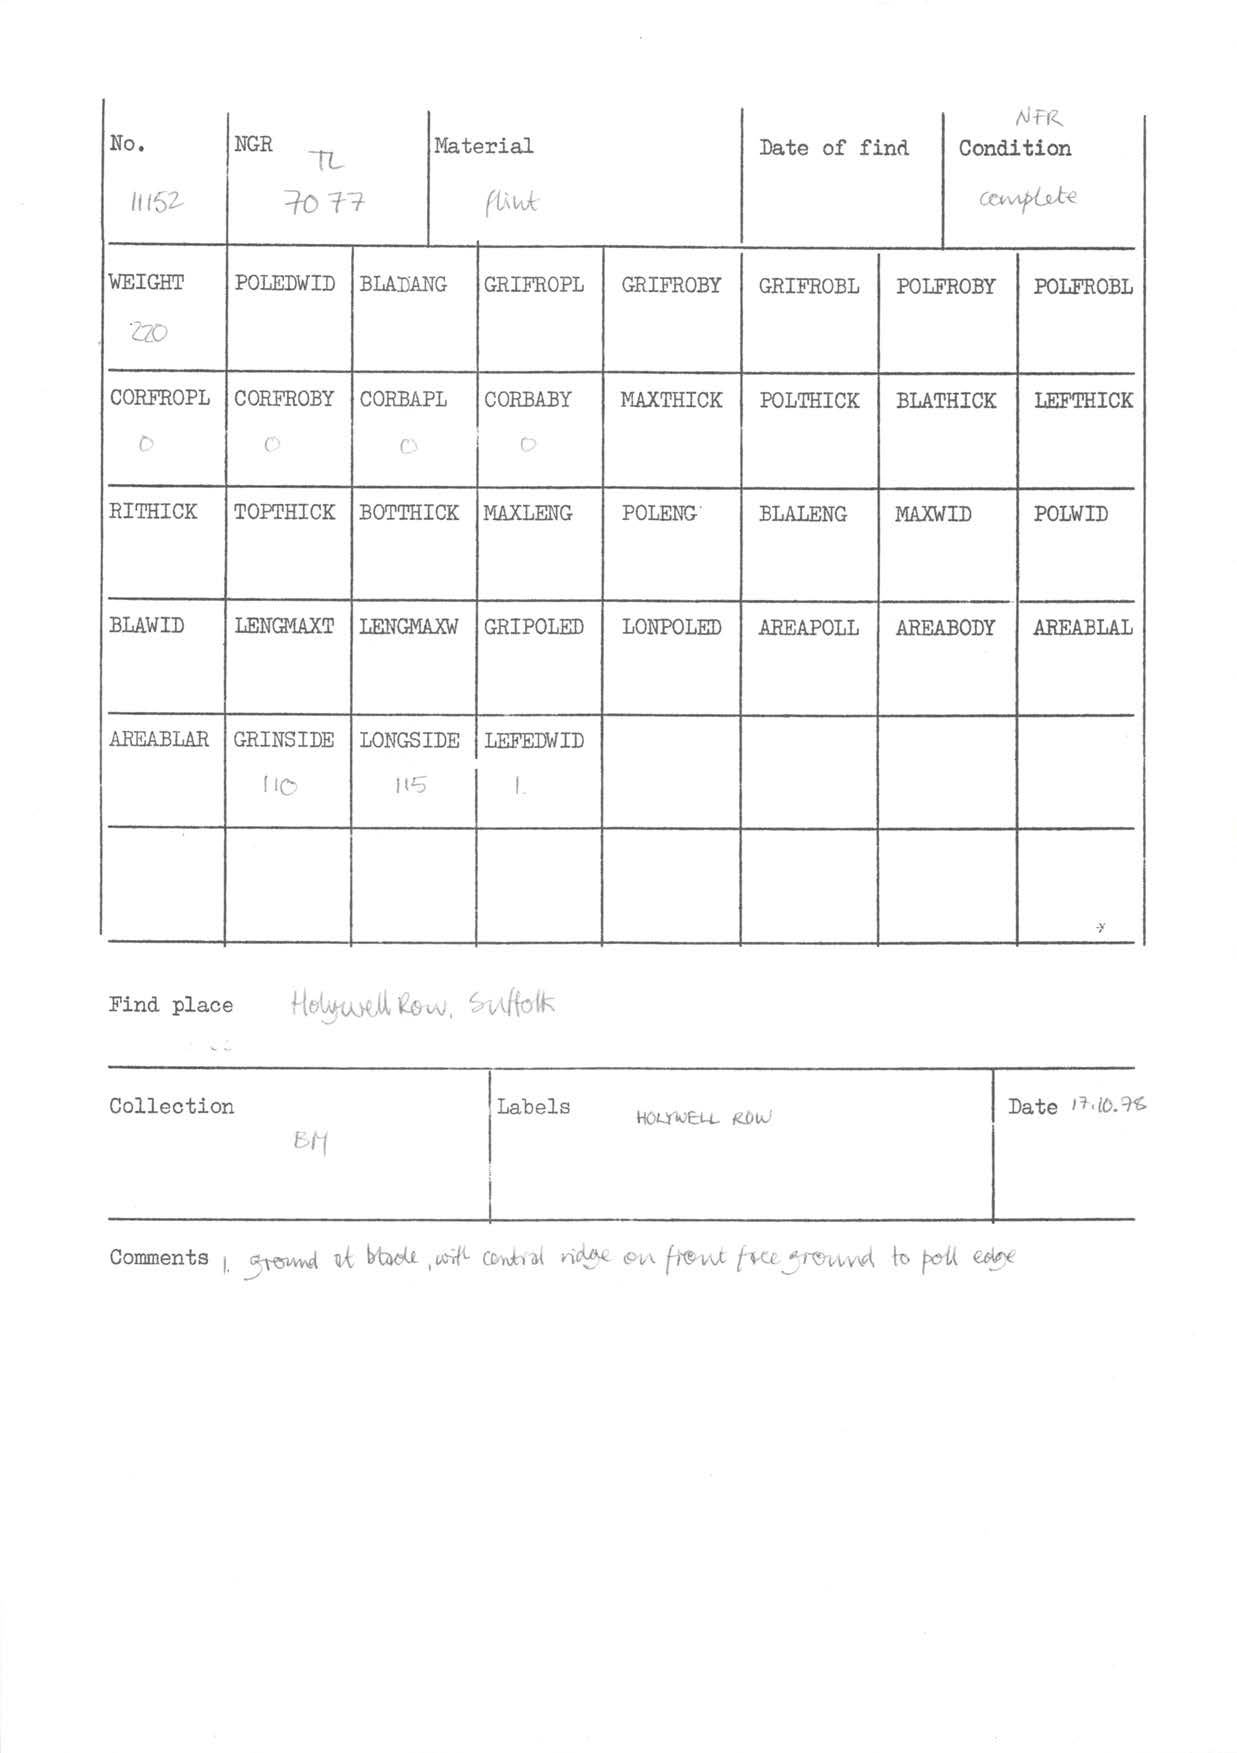 NFR
No. NGR TL Material Date of find Condition
11152 7077 flint complete
WEIGHT POLEDWID BLADANG GRIFROPL GRIFROBY GRIFROBL POLFROBY POLFROBL
220
CORFROPL CORFROBY CORBAPL CORBABY MAXTHICK POLTHICK BLATHICK LEFTHICK
0 0 0 0
RITHICK TOPTHICK BOTTHICK MAXLENG POLENG BLALENG MAXWID POLWID
BLAWID LENGMAXT LENGMAXW GRIPOLED LONPOLED AREAPOLL AREABODY AREABLAL
AREABLAR GRINSIDE LONGSIDE LEFEDWID
110 115 1.
Find place Holywell Row, Suffolk
Collection Labels HOLYWELL ROW Date 17.10.78
BM
Comments 1. ground at blade, with central ridge on front face ground to poll edge